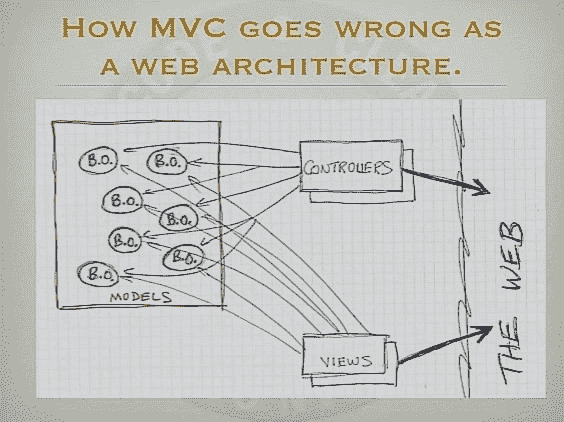 How MVC goes wrong as
a web architecture.
B.O.
B.O.
B.O.
B.O.
B.O.
B.O.
B.O.
MODELS
CONTROLLERS
VIEWS
THE WEB